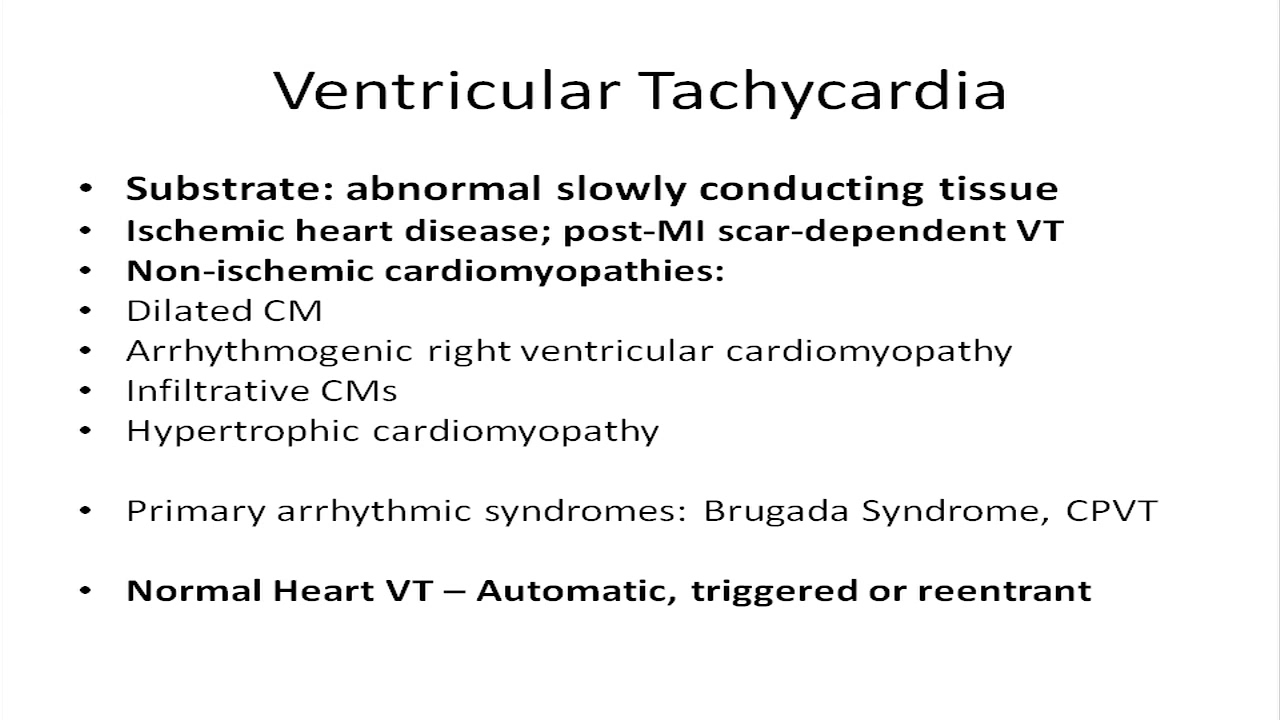 Ventricular Tachycardia
• Substrate: abnormal slowly conducting tissue
• Ischemic heart disease; post-MI scar-dependent VT
• Non-ischemic cardiomyopathies:
• Dilated CM
• Arrhythmogenic right ventricular cardiomyopathy
• Infiltrative CMs
• Hypertrophic cardiomyopathy
• Primary arrhythmic syndromes: Brugada Syndrome, CPVT
• Normal Heart VT – Automatic, triggered or reentrant